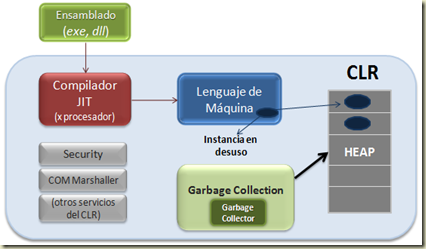 Ensamblado
(exe, dll)
Compilador
JIT
(x procesador)
Lenguaje de
Máquina
CLR
Instancia en
desuso
HEAP
Security
COM Marshaller
(otros servicios
del CLR)
Garbage Collection
Garbage
Collector